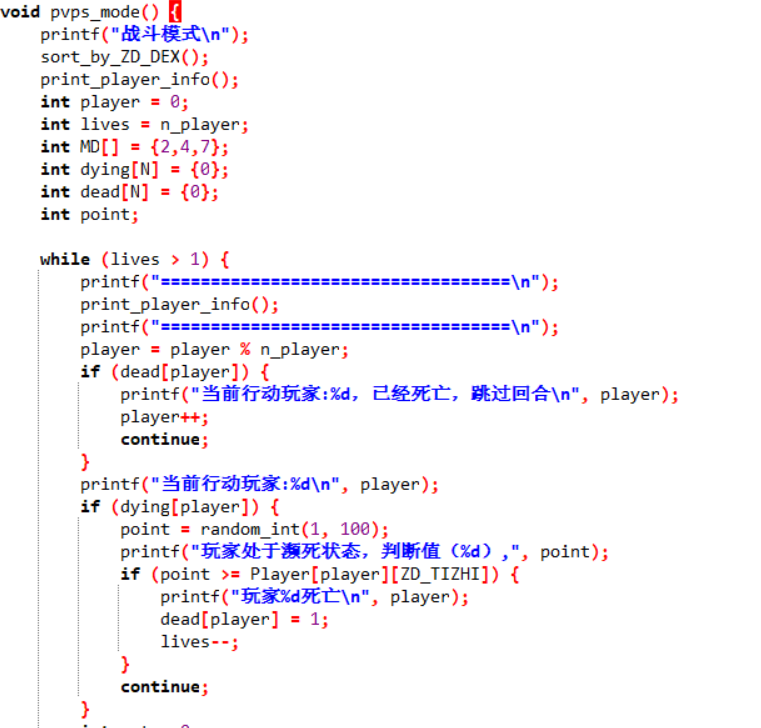 void pvps_mode() {
    printf("战斗模式\n");
    sort_by_ZD_DEX();
    print_player_info();
    int player = 0;
    int lives = n_player;
    int MD[] = {2,4,7};
    int dying[N] = {0};
    int dead[N] = {0};
    int point;

    while (lives > 1) {
        printf("===================================\n");
        print_player_info();
        printf("===================================\n");
        player = player % n_player;
        if (dead[player]) {
            printf("当前行动玩家:%d, 已经死亡, 跳过回合\n", player);
            player++;
            continue;
        }
        printf("当前行动玩家:%d\n", player);
        if (dying[player]) {
            point = random_int(1, 100);
            printf("玩家处于濒死状态, 判断值（%d）,", point);
            if (point >= Player[player][ZD_TIZHI]) {
                printf("玩家%d死亡\n", player);
                dead[player] = 1;
                lives--;
            }
            continue;
        }